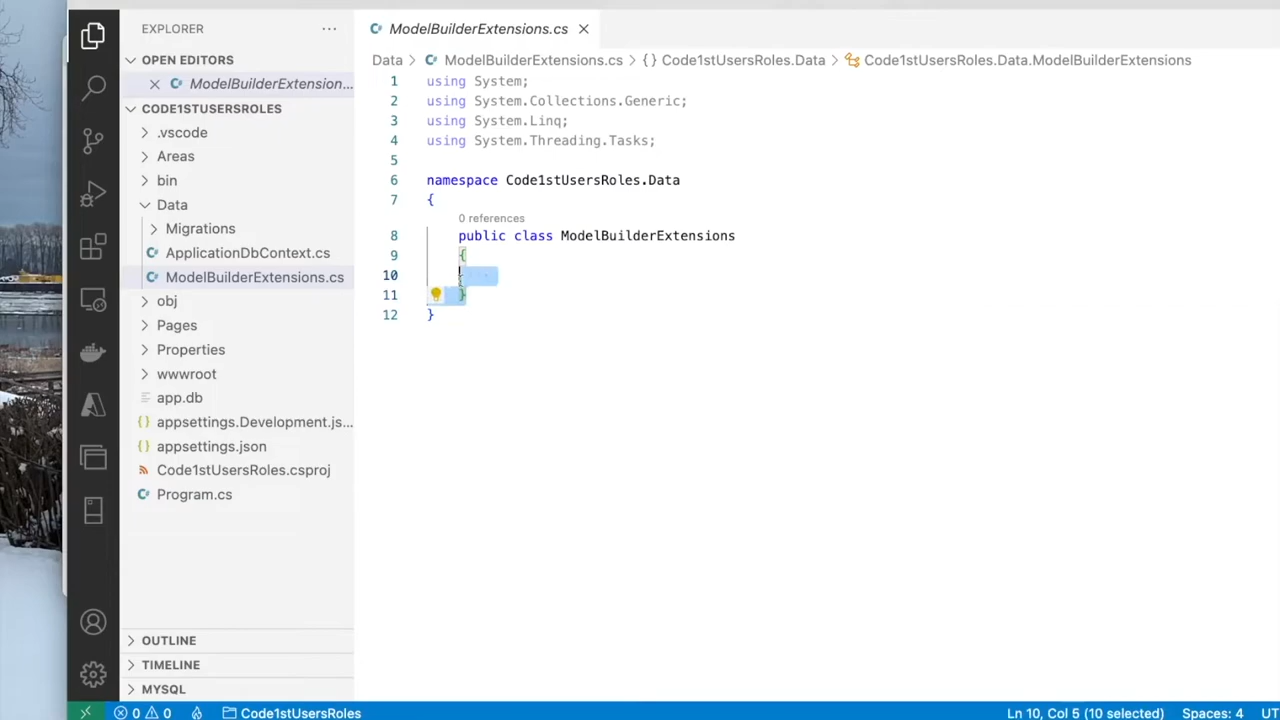 EXPLORER
OPEN EDITORS
ModelBuilderExtension...
CODE1STUSERSROLES
.vscode
Areas
bin
Data
Migrations
ApplicationDbContext.cs
ModelBuilderExtensions.cs
obj
Pages
Properties
wwwroot
app.db
appsettings.Development.js...
appsettings.json
Code1stUsersRoles.csproj
Program.cs
OUTLINE
TIMELINE
MYSQL
ModelBuilderExtensions.cs
Data > ModelBuilderExtensions.cs > {} Code1stUsersRoles.Data > Code1stUsersRoles.Data.ModelBuilderExtensions
1 using System;
2 using System.Collections.Generic;
3 using System.Linq;
4 using System.Threading.Tasks;
5
6 namespace Code1stUsersRoles.Data
7 {
0 references
8 public class ModelBuilderExtensions
9 {
10
11 }
12 }
0 0 Code1stUsersRoles Ln 10, Col 5 (10 selected) Spaces: 4 UT